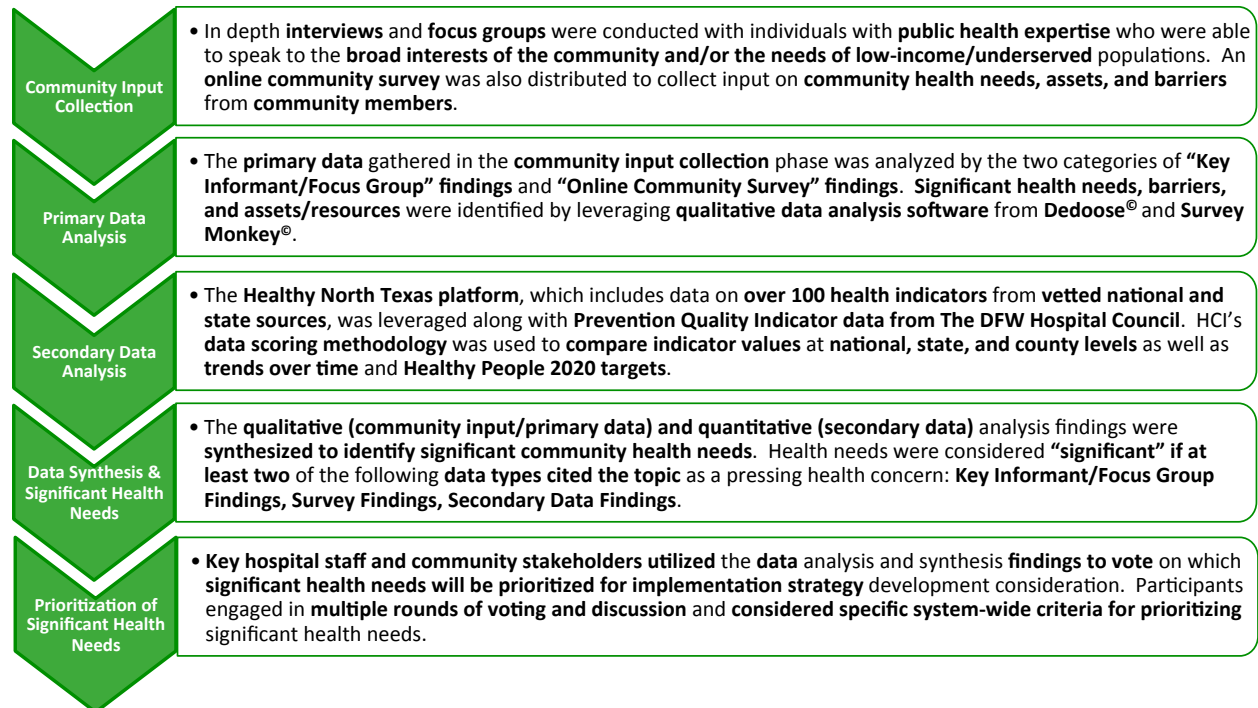 Community Input
Collection
• In depth interviews and focus groups were conducted with individuals with public health expertise who were able
to speak to the broad interests of the community and/or the needs of low-income/underserved populations. An
online community survey was also distributed to collect input on community health needs, assets, and barriers
from community members.
Primary Data
Analysis
• The primary data gathered in the community input collection phase was analyzed by the two categories of “Key
Informant/Focus Group” findings and “Online Community Survey” findings. Significant health needs, barriers,
and assets/resources were identified by leveraging qualitative data analysis software from Dedoose© and Survey
Monkey©.
Secondary Data
Analysis
• The Healthy North Texas platform, which includes data on over 100 health indicators from vetted national and
state sources, was leveraged along with Prevention Quality Indicator data from The DFW Hospital Council. HCI’s
data scoring methodology was used to compare indicator values at national, state, and county levels as well as
trends over time and Healthy People 2020 targets.
Data Synthesis &
Significant Health
Needs
• The qualitative (community input/primary data) and quantitative (secondary data) analysis findings were
synthesized to identify significant community health needs. Health needs were considered “significant” if at
least two of the following data types cited the topic as a pressing health concern: Key Informant/Focus Group
Findings, Survey Findings, Secondary Data Findings.
Prioritization of
Significant Health
Needs
• Key hospital staff and community stakeholders utilized the data analysis and synthesis findings to vote on which
significant health needs will be prioritized for implementation strategy development consideration. Participants
engaged in multiple rounds of voting and discussion and considered specific system-wide criteria for prioritizing
significant health needs.